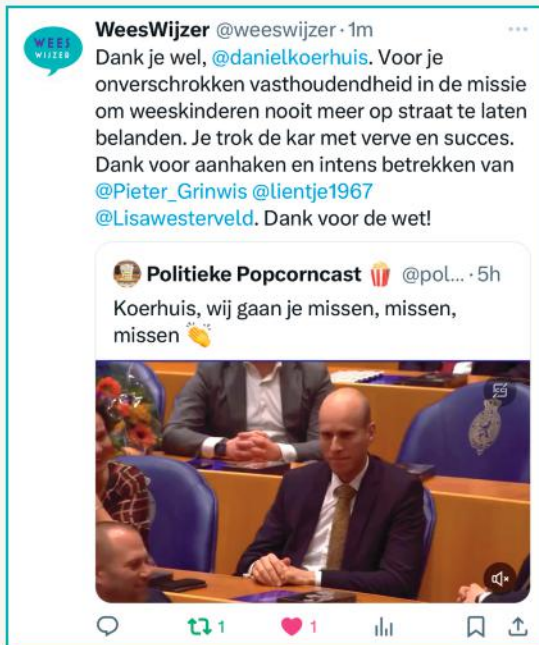 WEES
WIJZER
WeesWijzer @weeswijzer · 1m
Dank je wel, @danielkoerhuis. Voor je
onverschrokken vasthoudendheid in de missie
om weeskinderen nooit meer op straat te laten
belanden. Je trok de kar met verve en succes.
Dank voor aanhaken en intens betrekken van
@Pieter_Grinwis @lientje1967
@Lisawesterveld. Dank voor de wet!
Politieke Popcorncast 🍿 @pol... · 5h
Koerhuis, wij gaan je missen, missen,
missen 👏
1
1